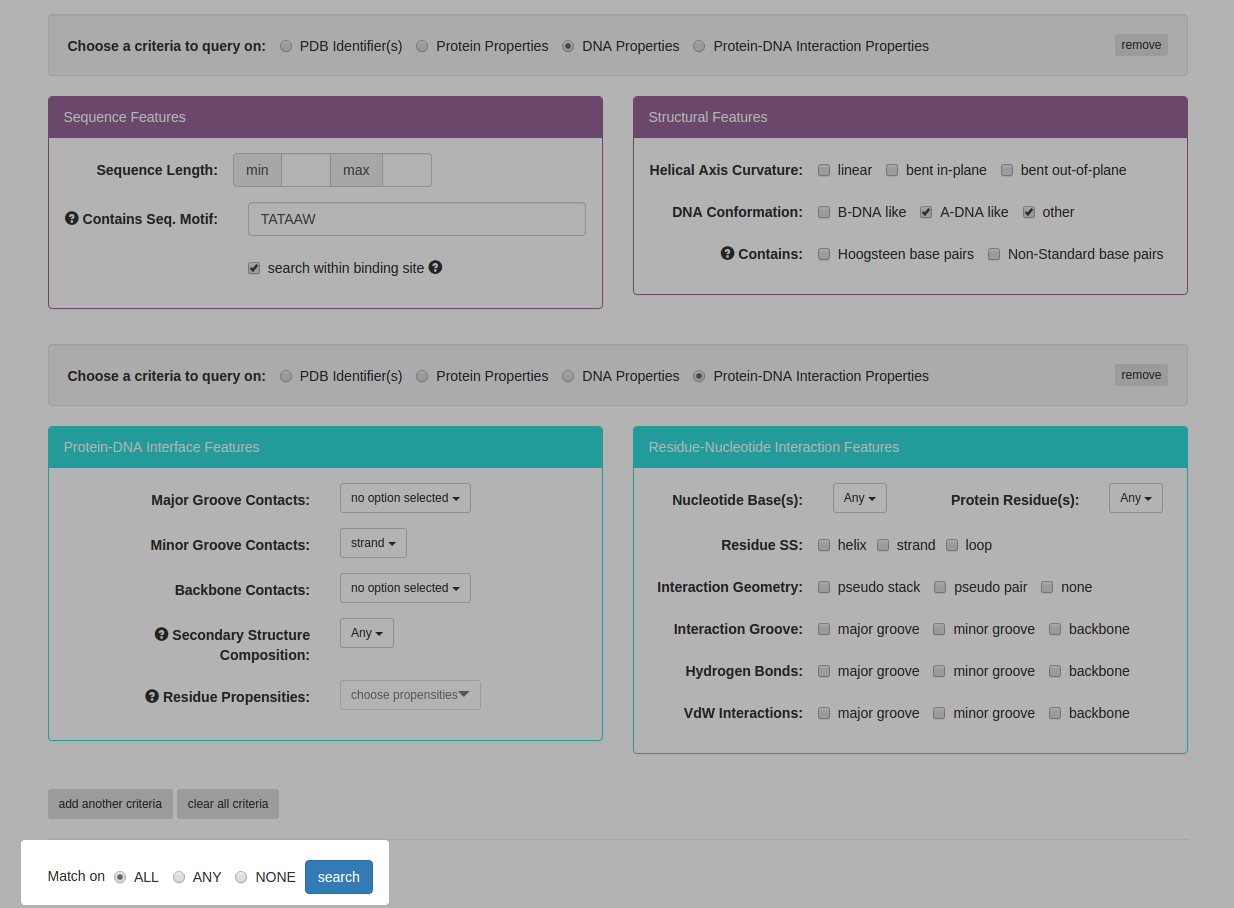 Choose a criteria to query on: PDB Identifier(s) Protein Properties DNA Properties Protein-DNA Interaction Properties remove
Sequence Features
Sequence Length: min max
Contains Seq. Motif: TATAAW
search within binding site
Structural Features
Helical Axis Curvature: linear bent in-plane bent out-of-plane
DNA Conformation: B-DNA like A-DNA like other
Contains: Hoogsteen base pairs Non-Standard base pairs
Choose a criteria to query on: PDB Identifier(s) Protein Properties DNA Properties Protein-DNA Interaction Properties remove
Protein-DNA Interface Features
Major Groove Contacts: no option selected
Minor Groove Contacts: strand
Backbone Contacts: no option selected
Secondary Structure Any
Composition:
Residue Propensities: choose propensities
Residue-Nucleotide Interaction Features
Nucleotide Base(s): Any Protein Residue(s): Any
Residue SS: helix strand loop
Interaction Geometry: pseudo stack pseudo pair none
Interaction Groove: major groove minor groove backbone
Hydrogen Bonds: major groove minor groove backbone
VdW Interactions: major groove minor groove backbone
add another criteria clear all criteria
Match on ALL ANY NONE search